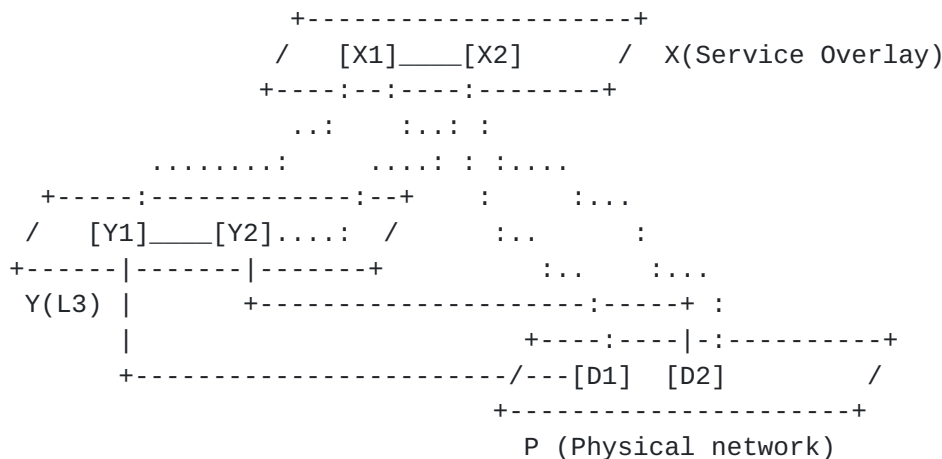 +---------------------+
/ [X1]____[X2] / X(Service Overlay)
+----:--:----:--------+
..: :..: :
........: ....: : :....
+-----:-------------:--+ : :...
/ [Y1]____[Y2]....: / :.. :
+------|-------|-------+ :.. :...
Y(L3) | +---------------------:-----+ :
| +----:----|-:----------+
+------------------------/---[D1] [D2] /
+----------------------+
P (Physical network)